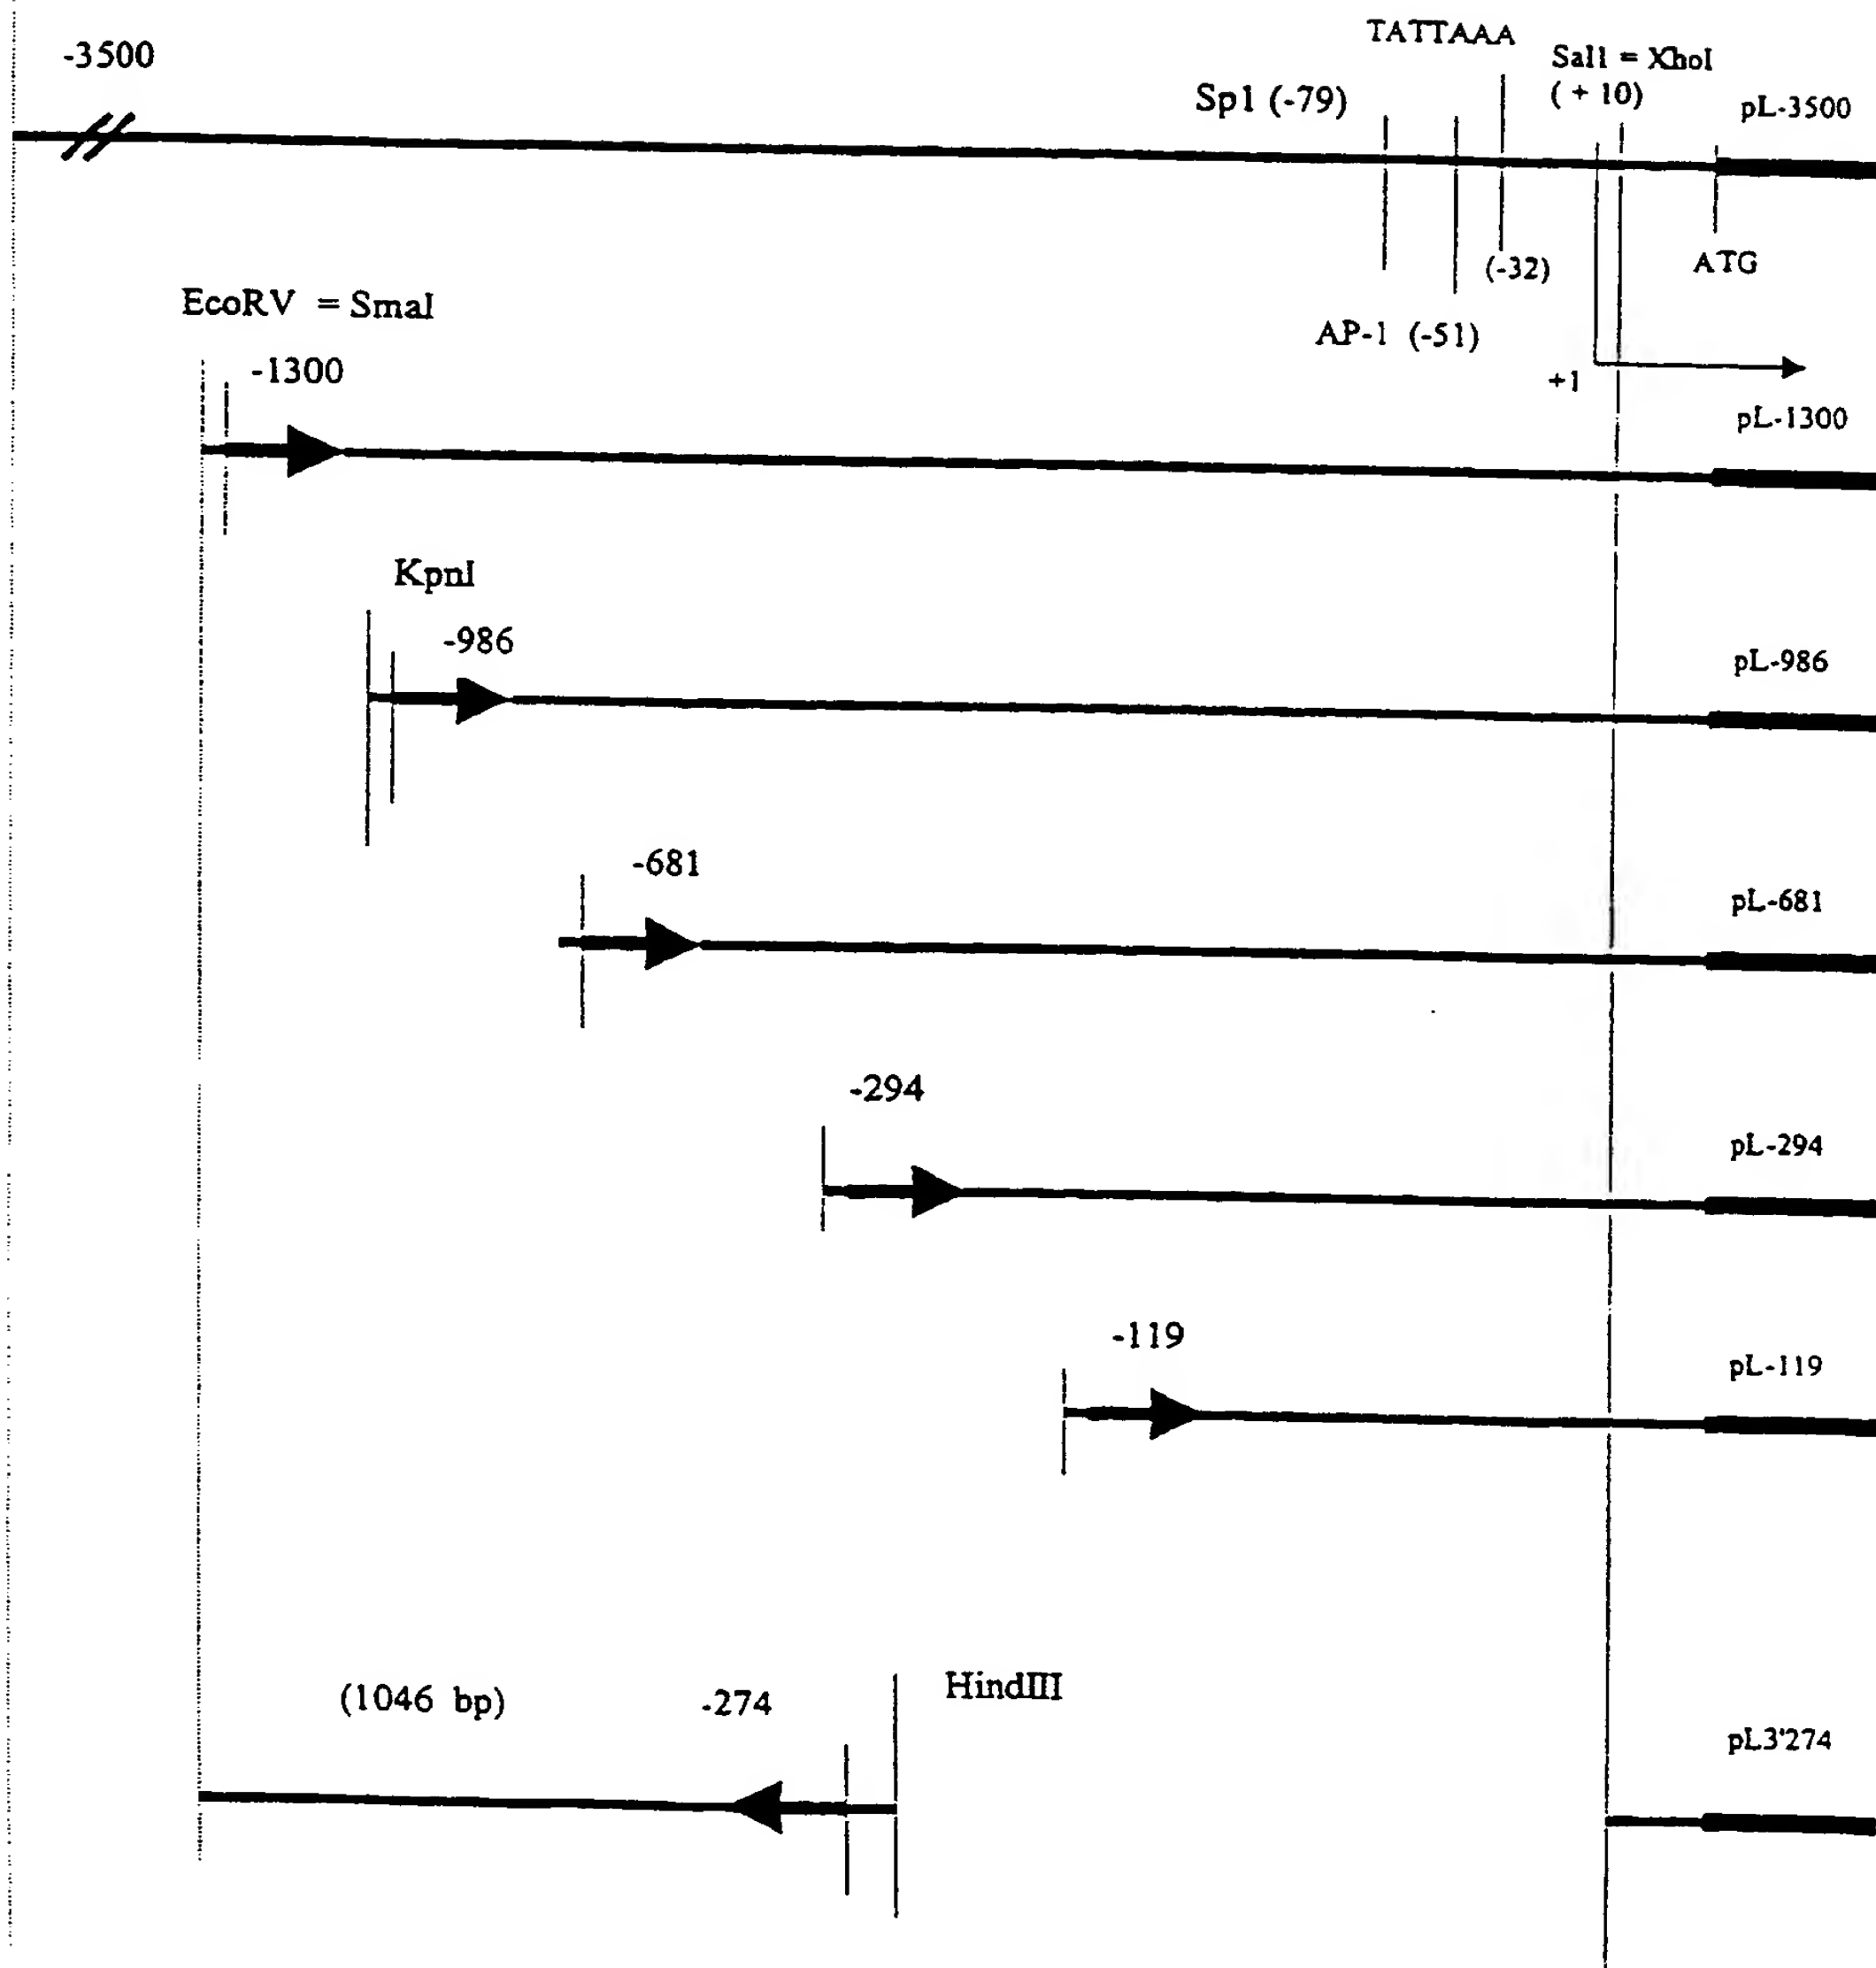 TATTAAA
-3500
SalI = XhoI
Sp1 (-79)
( + 10)
pL-3500
(-32)
ATG
EcoRV = SmaI
AP-1 (-51)
-1300
+1
pL-1300
KpnI
-986
pL-986
-681
pL-681
-294
pL-294
-119
pL-119
(1046 bp)
-274
HindIII
pL3'274